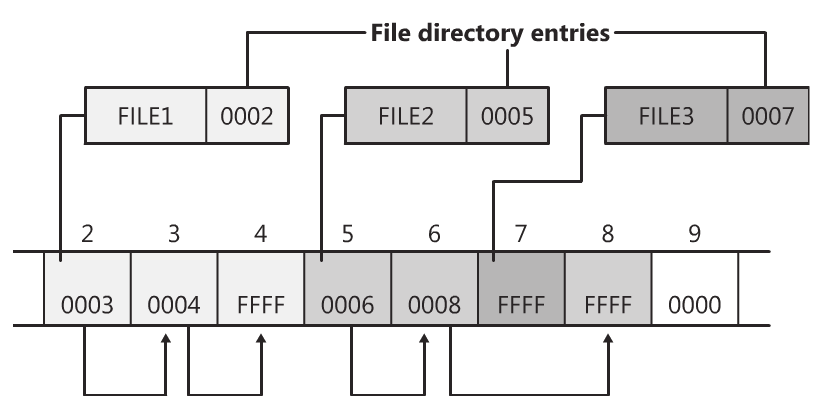 File directory entries
FILE1 0002 FILE2 0005 FILE3 0007
2 3 4 5 6 7 8 9
0003 0004 FFFF 0006 0008 FFFF FFFF 0000